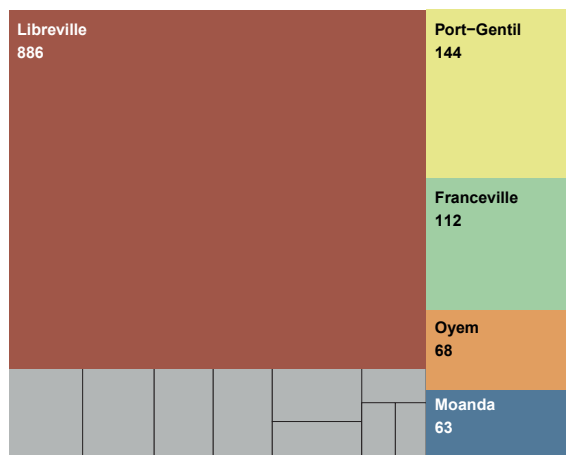 Libreville
886
Port−Gentil
144
Franceville
112
Oyem
68
Moanda
63